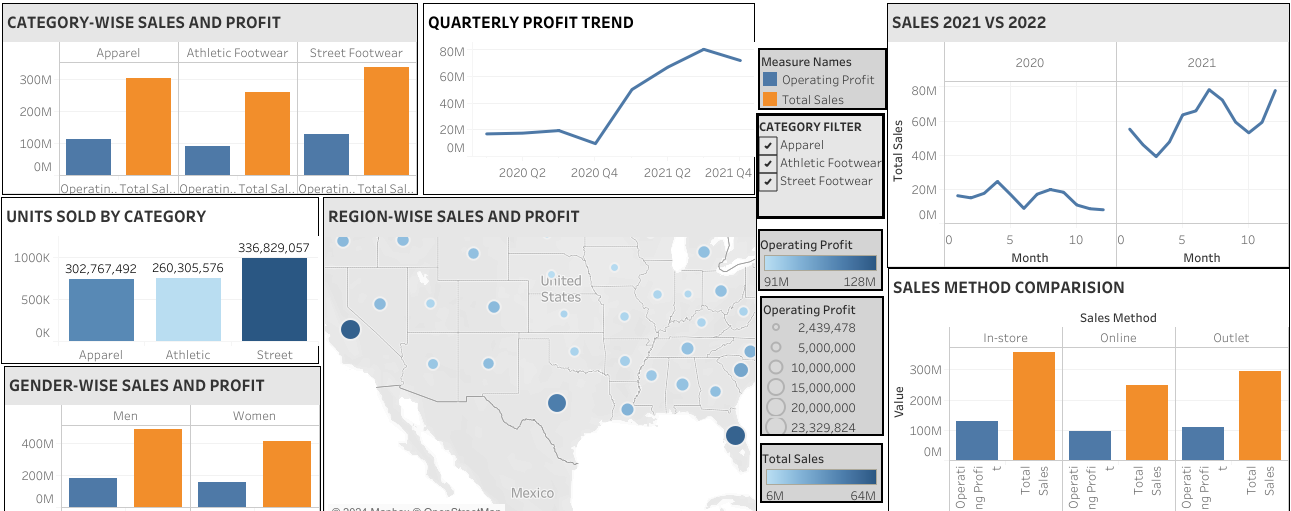 CATEGORY-WISE SALES AND PROFIT
Apparel
Athletic Footwear
Street Footwear
300M
200M
100M
0M
Operatin..
Total Sal..
Operatin..
Total Sal..
Operatin..
Total Sal..
QUARTERLY PROFIT TREND
80M
60M
40M
20M
0M
2020 Q2
2020 Q4
2021 Q2
2021 Q4
Measure Names
Operating Profit
Total Sales
CATEGORY FILTER
Apparel
Athletic Footwear
Street Footwear
SALES 2021 VS 2022
2020
2021
Total Sales
80M
60M
40M
20M
0M
0
5
10
0
5
10
Month
Month
UNITS SOLD BY CATEGORY
1000K
500K
0K
302,767,492
260,305,576
336,829,057
Apparel
Athletic
Street
REGION-WISE SALES AND PROFIT
United
States
Mexico
© 2024 Mapbox © OpenStreetMap
Operating Profit
91M
128M
Operating Profit
2,439,478
5,000,000
10,000,000
15,000,000
20,000,000
23,329,824
Total Sales
6M
64M
GENDER-WISE SALES AND PROFIT
Men
Women
400M
200M
0M
SALES METHOD COMPARISION
Sales Method
In-store
Online
Outlet
Value
300M
200M
100M
0M
Operati
ng Profi
t
Total
Sales
Operati
ng Profi
t
Total
Sales
Operati
ng Profi
t
Total
Sales